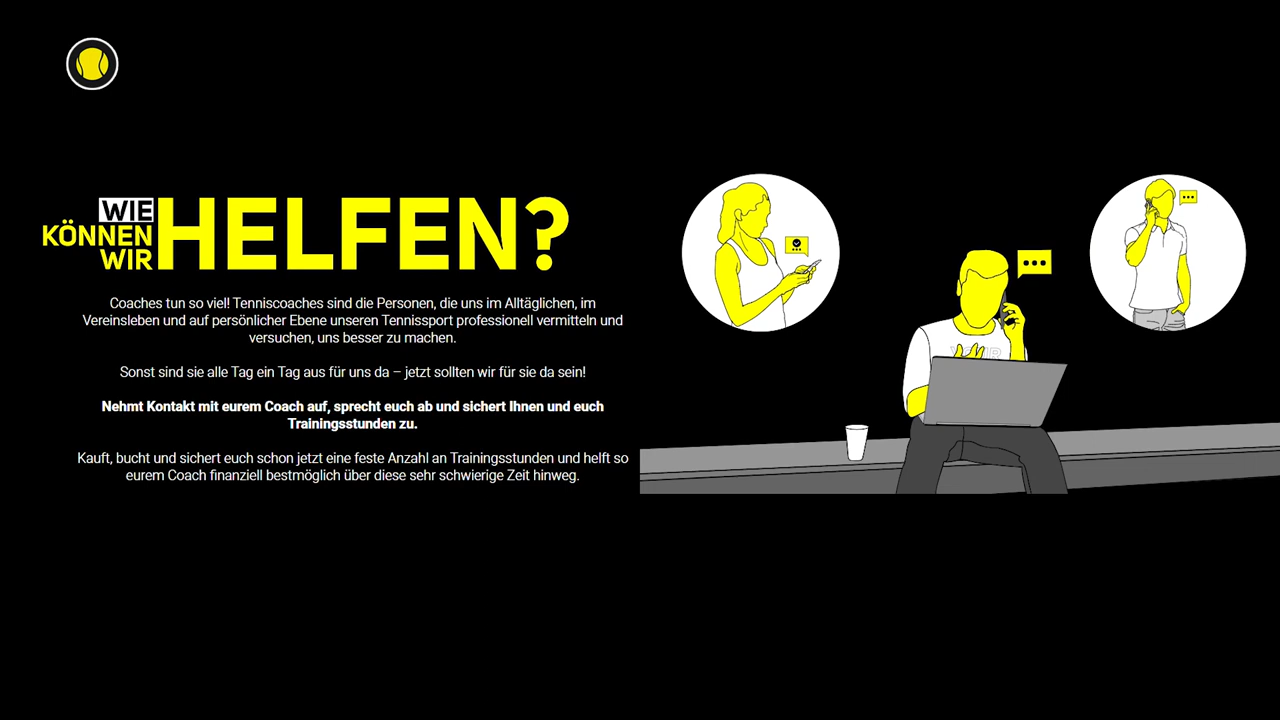 WIE
KÖNNEN
WIR
HELFEN?
Coaches tun so viel! Tenniscoaches sind die Personen, die uns im Alltäglichen, im
Vereinsleben und auf persönlicher Ebene unseren Tennissport professionell vermitteln und
versuchen, uns besser zu machen.
Sonst sind sie alle Tag ein Tag aus für uns da – jetzt sollten wir für sie da sein!
Nehmt Kontakt mit eurem Coach auf, sprecht euch ab und sichert Ihnen und euch
Trainingsstunden zu.
Kauft, bucht und sichert euch schon jetzt eine feste Anzahl an Trainingsstunden und helft so
eurem Coach finanziell bestmöglich über diese sehr schwierige Zeit hinweg.